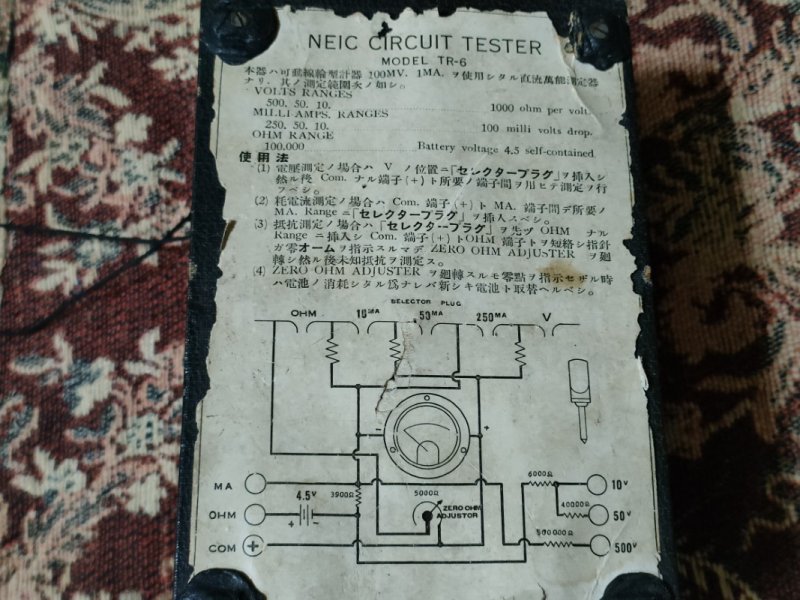 NEIC CIRCUIT TESTER
MODEL TR-6
本器ハ可動線輪型計器 100MV. 1MA. ヲ使用シタル直流萬能測定器
ナリ. 其ノ測定範囲次ノ如シ。
VOLTS RANGES
500. 50. 10. 1000 ohm per volt.
MILLI-AMPS. RANGES
250. 50. 10. 100 milli volts drop.
OHM RANGE
100.000 Battery voltage 4.5 self-contained
使用法
(1) 電壓測定ノ場合ハ V ノ位置ニ「セレクタープラグ」ヲ挿入シ
然ル後 Com. ナル端子(+)ト所要ノ端子間ヲ用ヒテ測定ヲ行
フベシ。
(2) 粍電流測定ノ場合ハ Com. 端子(+)ト MA. 端子間デ所要ノ
MA. Range ニ「セレクタープラグ」ヲ挿入スベシ。
(3) 抵抗測定ノ場合ハ「セレクタープラグ」ヲ先ヅ OHM ナル
Range ニ挿入シ Com. 端子(+)トOHM 端子トヲ短絡シ指針
ガ零オームヲ指示スルマデ ZERO OHM ADJUSTER ヲ廻
轉シ然ル後未知抵抗ヲ測定ス。
(4) ZERO OHM ADJUSTER ヲ廻轉スルモ零點ヲ指示セザル時
ハ電池ノ消耗シタル爲ナレバ新シキ電池ト取替ヘルベシ。
SELECTOR PLUG
OHM 10MA 50MA 250MA V
- +
MA 3900Ω 5000Ω 6000Ω 10V
OHM 4.5V + - ZERO OHM ADJUSTOR 40000Ω 50V
COM + 500000Ω 500V